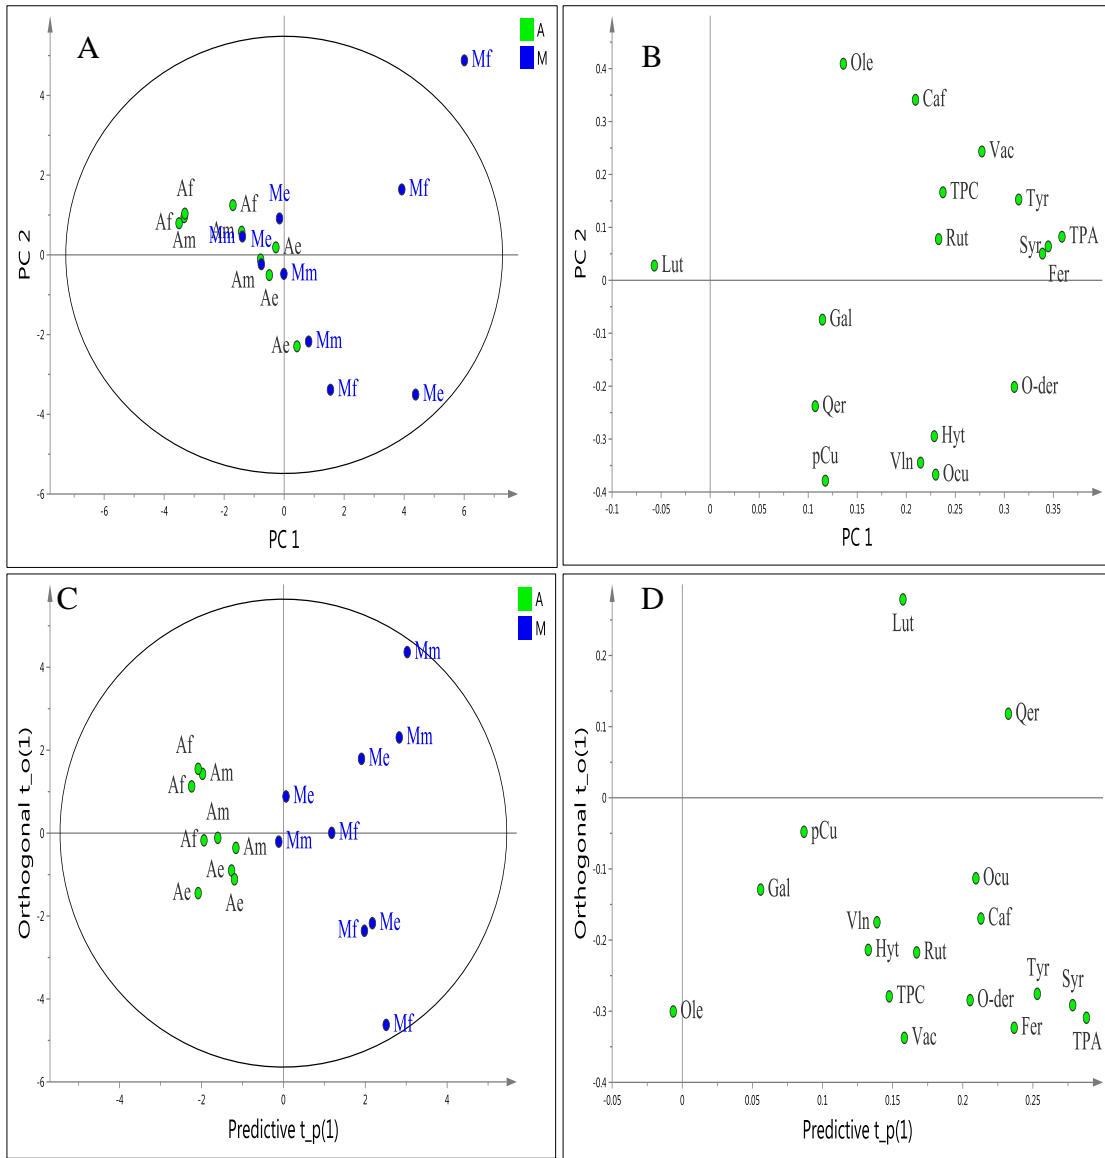 A
A
M
Mf
4
Mf
2
Af
Af
Me
Af
Am
Am
Mm
Me
Ae
PC 2
0
Am
Mm
Ae
-2
Ae
Mm
Mf
Me
-4
-6
-4 -2 0 2 4 6
PC 1
B
Ole
0.4
Caf
0.3
Vac
0.2
TPC
Tyr
0.1
Rut
Syr
TPA
Fer
Lut
PC 2
0
Gal
-0.1
O-der
-0.2
Qer
Hyt
-0.3
pCu
Vln
Ocu
-0.4
-0.1 -0.05 0 0.05 0.1 0.15 0.2 0.25 0.3 0.35
PC 1
C
A
M
Mm
4
Mm
Af
2
Me
Am
Af
Me
Am
Mf
Orthogonal t_o(1)
0
Af
Am
Mm
Ae
Ae
Ae
-2
Mf
Me
Mf
-4
-6
-4 -2 0 2 4
Predictive t_p(1)
D
Lut
0.2
Qer
0.1
Orthogonal t_o(1)
0
pCu
Ocu
-0.1
Gal
Vln
Caf
-0.2
Hyt
Rut
Tyr
Syr
TPC
O-der
-0.3
Ole
Vac
Fer
TPA
-0.4
-0.05 0 0.05 0.1 0.15 0.2 0.25
Predictive t_p(1)